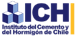 ICH
Instituto del Cemento y
del Hormigón de Chile